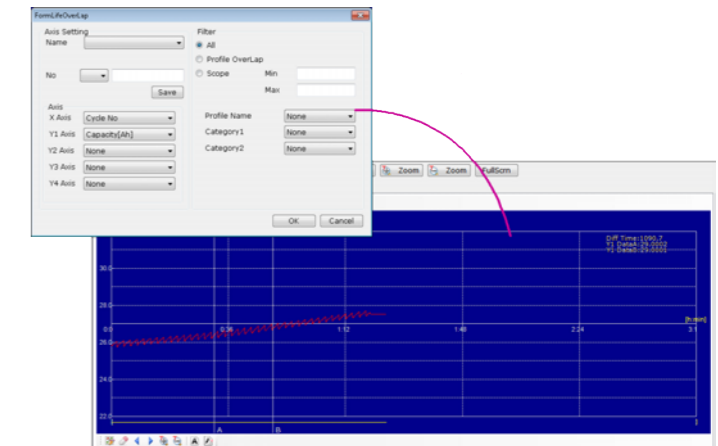 FormLifeOverLap
Axis Setting
Name
No
Save
Axis
X Axis Cycle No
Y1 Axis Capacity[Ah]
Y2 Axis None
Y3 Axis None
Y4 Axis None
Filter
All
Profile OverLap
Scope Min
Max
Profile Name None
Category1 None
Category2 None
OK Cancel
Zoom Zoom FullScrn
Diff Time:1090.7
Y1 DataA:29.0002
Y1 DataB:29.0001
30.0
28.0
[h:min]
0:0 0:36 1:12 1:48 2:24 3:1
26.0
24.0
22.0
A B
A